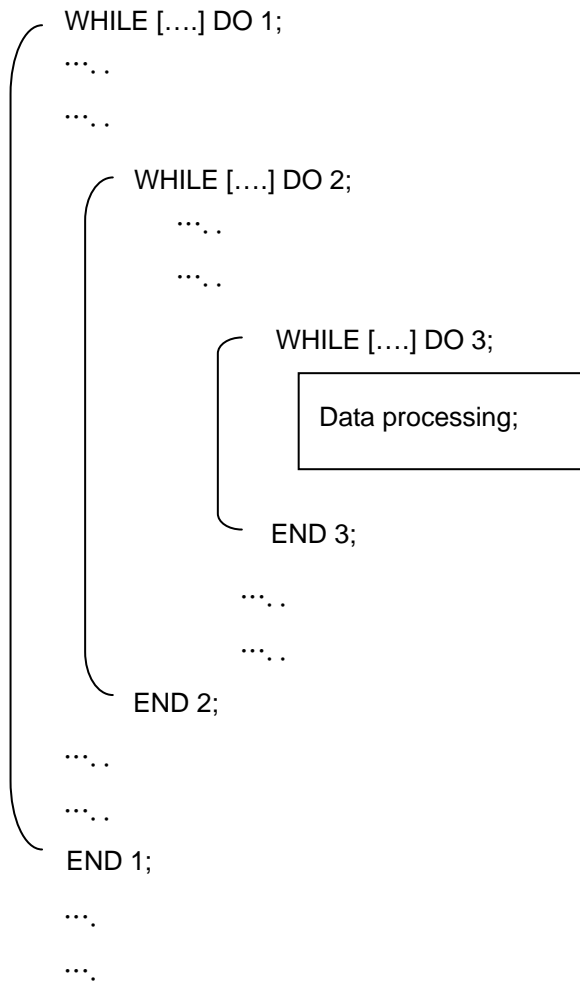 WHILE [….] DO 1;
…. .
…. .
WHILE [….] DO 2;
…. .
…. .
WHILE [….] DO 3;
Data processing;
END 3;
…. .
…. .
END 2;
…. .
…. .
END 1;
….
….